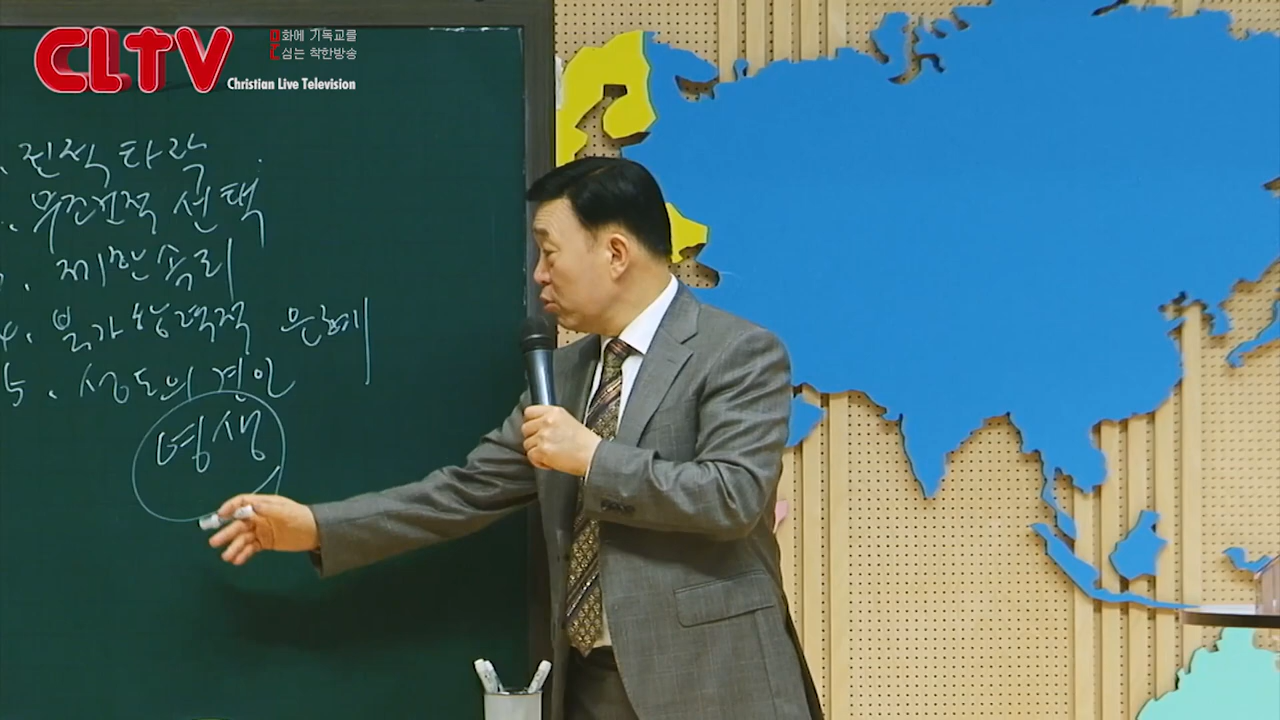 CLTV
문화에 기독교를
심는 착한방송
Christian Live Television
. 전적 타락
. 무조건적 선택
. 제한속죄
4. 불가항력적 은혜
5. 성도의 견인
영생